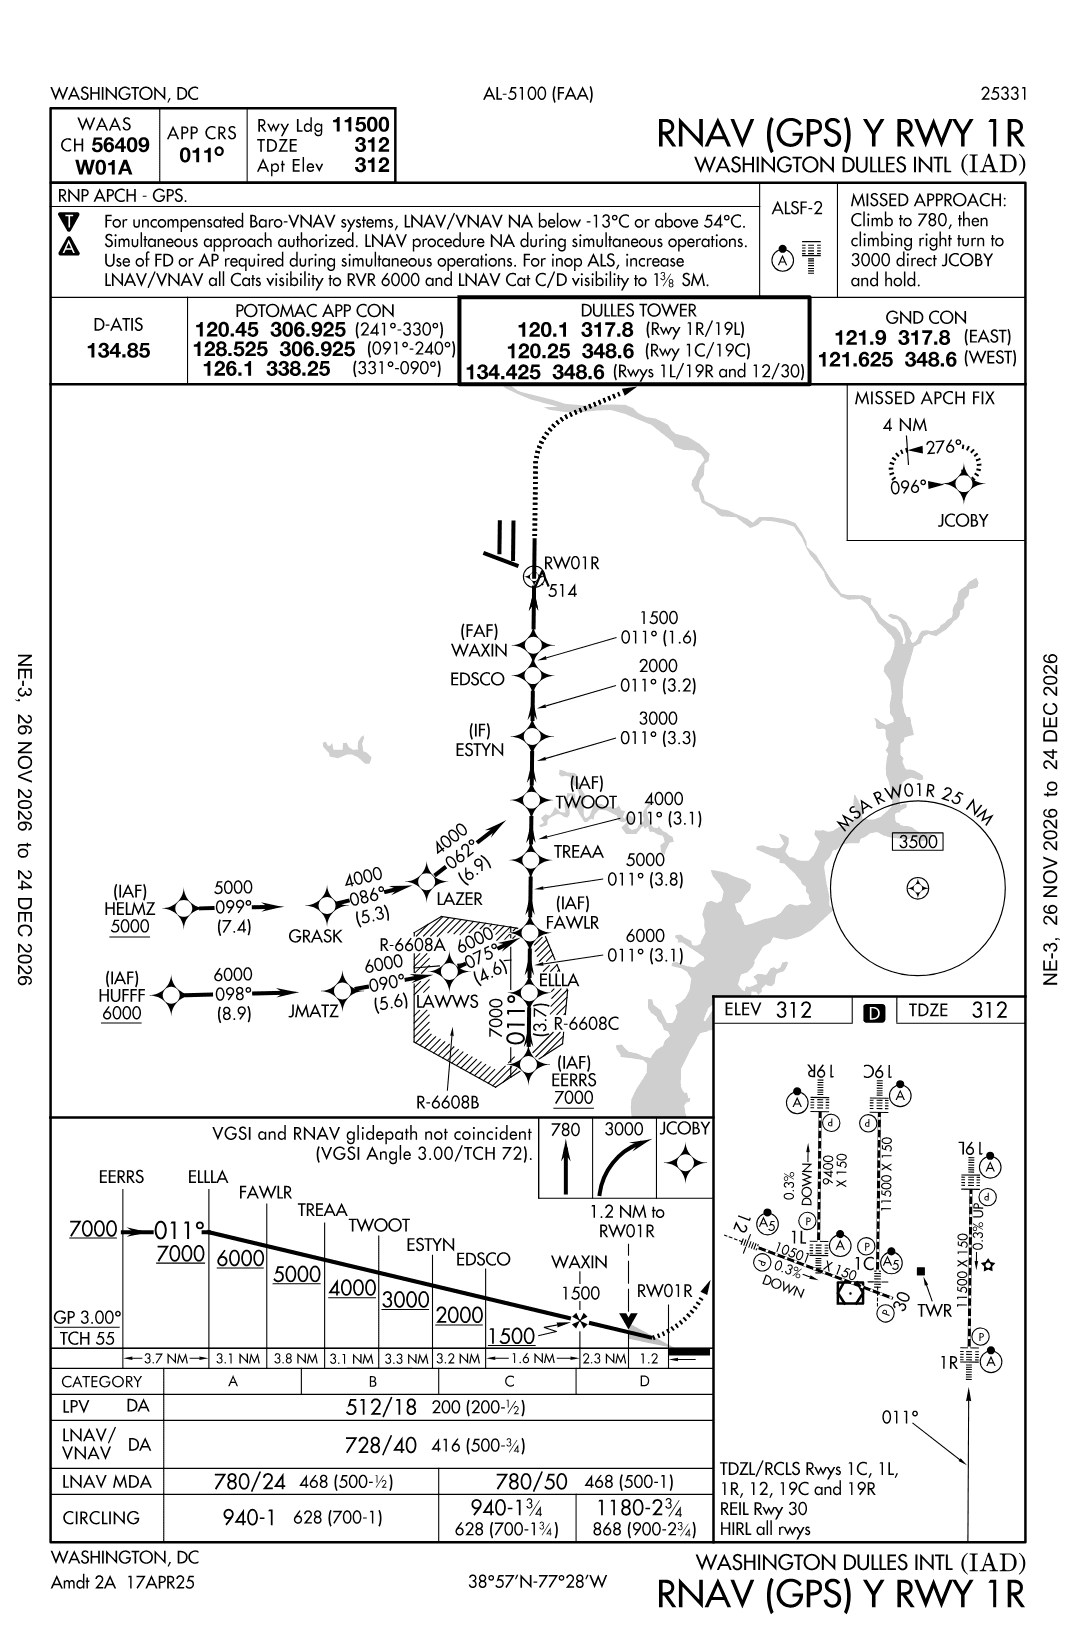 WASHINGTON, DC
AL-5100 (FAA)
25331
WAAS
CH 56409
W01A
APP CRS
011°
Rwy Ldg 11500
TDZE 312
Apt Elev 312
RNAV (GPS) Y RWY 1R
WASHINGTON DULLES INTL (IAD)
RNP APCH - GPS.
T
A
For uncompensated Baro-VNAV systems, LNAV/VNAV NA below -13°C or above 54°C.
Simultaneous approach authorized. LNAV procedure NA during simultaneous operations.
Use of FD or AP required during simultaneous operations. For inop ALS, increase
LNAV/VNAV all Cats visibility to RVR 6000 and LNAV Cat C/D visibility to 1⅜ SM.
ALSF-2
A
MISSED APPROACH:
Climb to 780, then
climbing right turn to
3000 direct JCOBY
and hold.
D-ATIS
134.85
POTOMAC APP CON
120.45 306.925 (241°-330°)
128.525 306.925 (091°-240°)
126.1 338.25 (331°-090°)
DULLES TOWER
120.1 317.8 (Rwy 1R/19L)
120.25 348.6 (Rwy 1C/19C)
134.425 348.6 (Rwys 1L/19R and 12/30)
GND CON
121.9 317.8 (EAST)
121.625 348.6 (WEST)
MISSED APCH FIX
4 NM
276°
096°
JCOBY
RW01R
514
(FAF)
WAXIN
1500
011° (1.6)
EDSCO
2000
011° (3.2)
(IF)
ESTYN
3000
011° (3.3)
(IAF)
TWOOT
4000
011° (3.1)
TREAA
5000
011° (3.8)
(IAF)
FAWLR
6000
011° (3.1)
ELLLA
7000
011°
(3.7)
(IAF)
EERRS
7000
(IAF)
HELMZ
5000
5000
099°
(7.4)
GRASK
4000
086°
(5.3)
LAZER
4000
062°
(6.9)
(IAF)
HUFFF
6000
6000
098°
(8.9)
JMATZ
6000
090°
(5.6)
LAWWS
6000
075°
(4.6)
R-6608A
R-6608C
R-6608B
MSA RW01R 25 NM
3500
NE-3, 26 NOV 2026 to 24 DEC 2026
NE-3, 26 NOV 2026 to 24 DEC 2026
ELEV 312
D
TDZE 312
19R
19C
19L
A
A
A
P
P
P
0.3%
DOWN
9400
X 150
11500 X 150
11500 X 150
0.3% UP
12
A5
P
1L
A
P
1C
A5
P
10501 X 150
P
0.3%
DOWN
30
TWR
1R
P
A
011°
TDZL/RCLS Rwys 1C, 1L,
1R, 12, 19C and 19R
REIL Rwy 30
HIRL all rwys
VGSI and RNAV glidepath not coincident
(VGSI Angle 3.00/TCH 72).
780
3000
JCOBY
EERRS
ELLLA
FAWLR
TREAA
TWOOT
ESTYN
EDSCO
WAXIN
1.2 NM to
RW01R
RW01R
7000
011°
7000
6000
5000
4000
3000
2000
1500
1500
GP 3.00°
TCH 55
3.7 NM
3.1 NM
3.8 NM
3.1 NM
3.3 NM
3.2 NM
1.6 NM
2.3 NM
1.2
CATEGORY A B C D
LPV DA 512/18 200 (200-½)
LNAV/
VNAV DA 728/40 416 (500-¾)
LNAV MDA 780/24 468 (500-½) 780/50 468 (500-1)
CIRCLING 940-1 628 (700-1)
940-1¾
628 (700-1¾)
1180-2¾
868 (900-2¾)
WASHINGTON, DC
Amdt 2A 17APR25
38°57'N-77°28'W
WASHINGTON DULLES INTL (IAD)
RNAV (GPS) Y RWY 1R